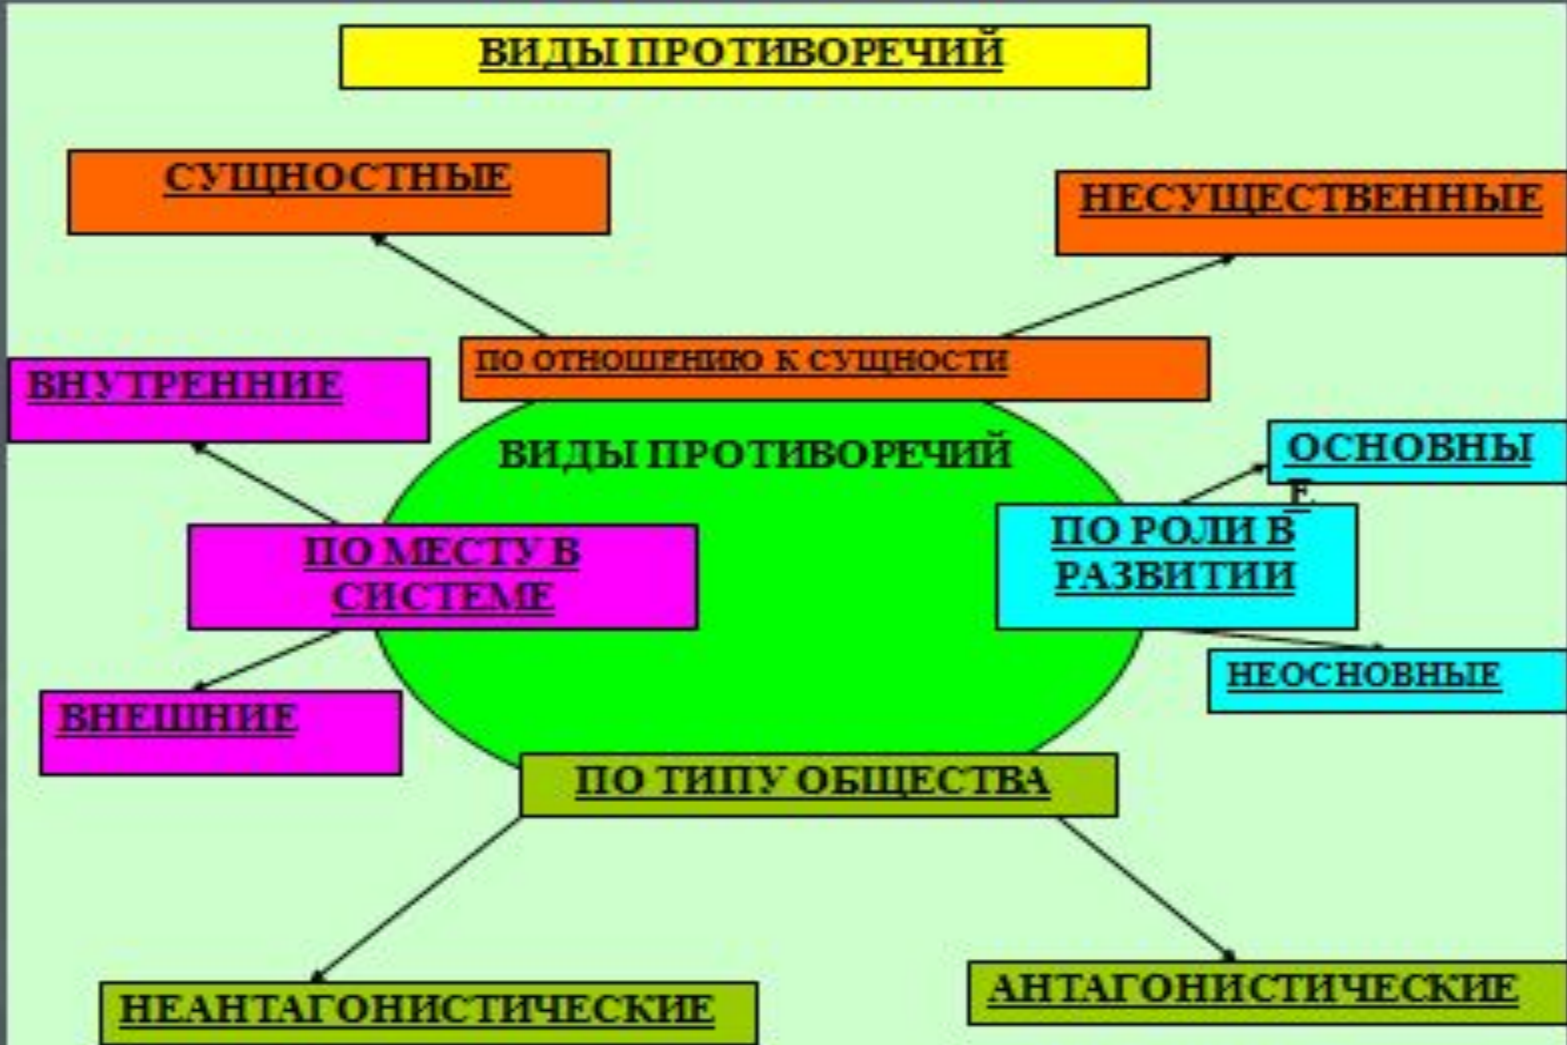 ВИДЫ ПРОТИВОРЕЧИЙ
СУЩНОСТНЫЕ
НЕСУЩЕСТВЕННЫЕ
ПО ОТНОШЕНИЮ К СУЩНОСТИ
ВНУТРЕННИЕ
ВИДЫ ПРОТИВОРЕЧИЙ
ОСНОВНЫ
Е
ПО МЕСТУ В
СИСТЕМЕ
ПО РОЛИ В
РАЗВИТИИ
НЕОСНОВНЫЕ
ВНЕШНИЕ
ПО ТИПУ ОБЩЕСТВА
НЕАНТАГОНИСТИЧЕСКИЕ
АНТАГОНИСТИЧЕСКИЕ